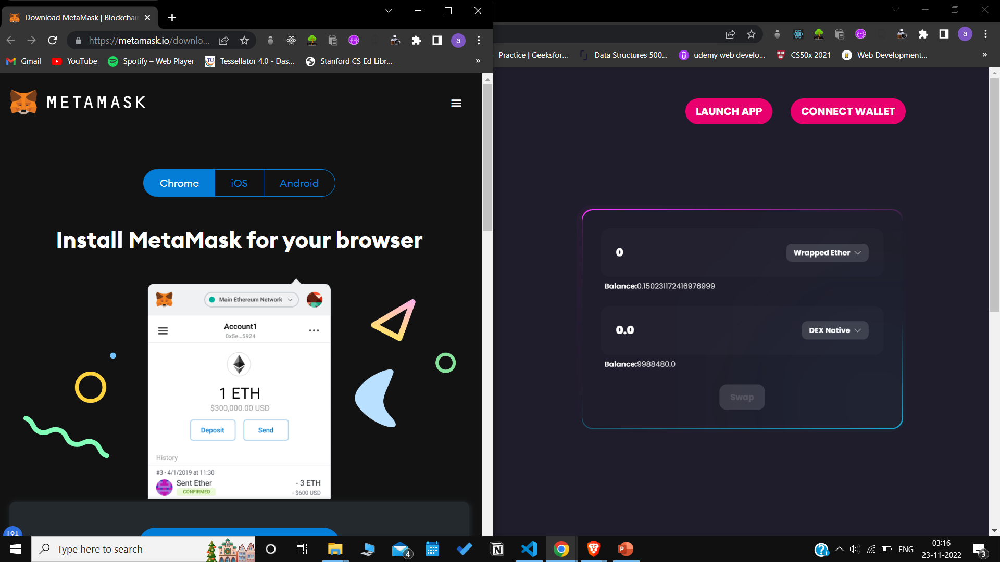 Download MetaMask | Blockchain
https://metamask.io/downlo...
a
Gmail
YouTube
Spotify – Web Player
TU
Tessellator 4.0 - Das...
Stanford CS Ed Libr...
»
METAMASK
Chrome
iOS
Android
Install MetaMask for your browser
Main Ethereum Network
Account1
0x5e...5924
1 ETH
$300,000.00 USD
Deposit
Send
History
#3 - 4/1/2019 at 11:30
Sent Ether
- 3 ETH
CONFIRMED
- $600 USD
a
Practice | Geeksfor...
Data Structures 500...
udemy web develo...
CS50x 2021
Web Development...
»
LAUNCH APP
CONNECT WALLET
0
Wrapped Ether
Balance:0.150231172416976999
0.0
DEX Native
Balance:9988480.0
Swap
Type here to search
4
ENG
03:16
23-11-2022
3